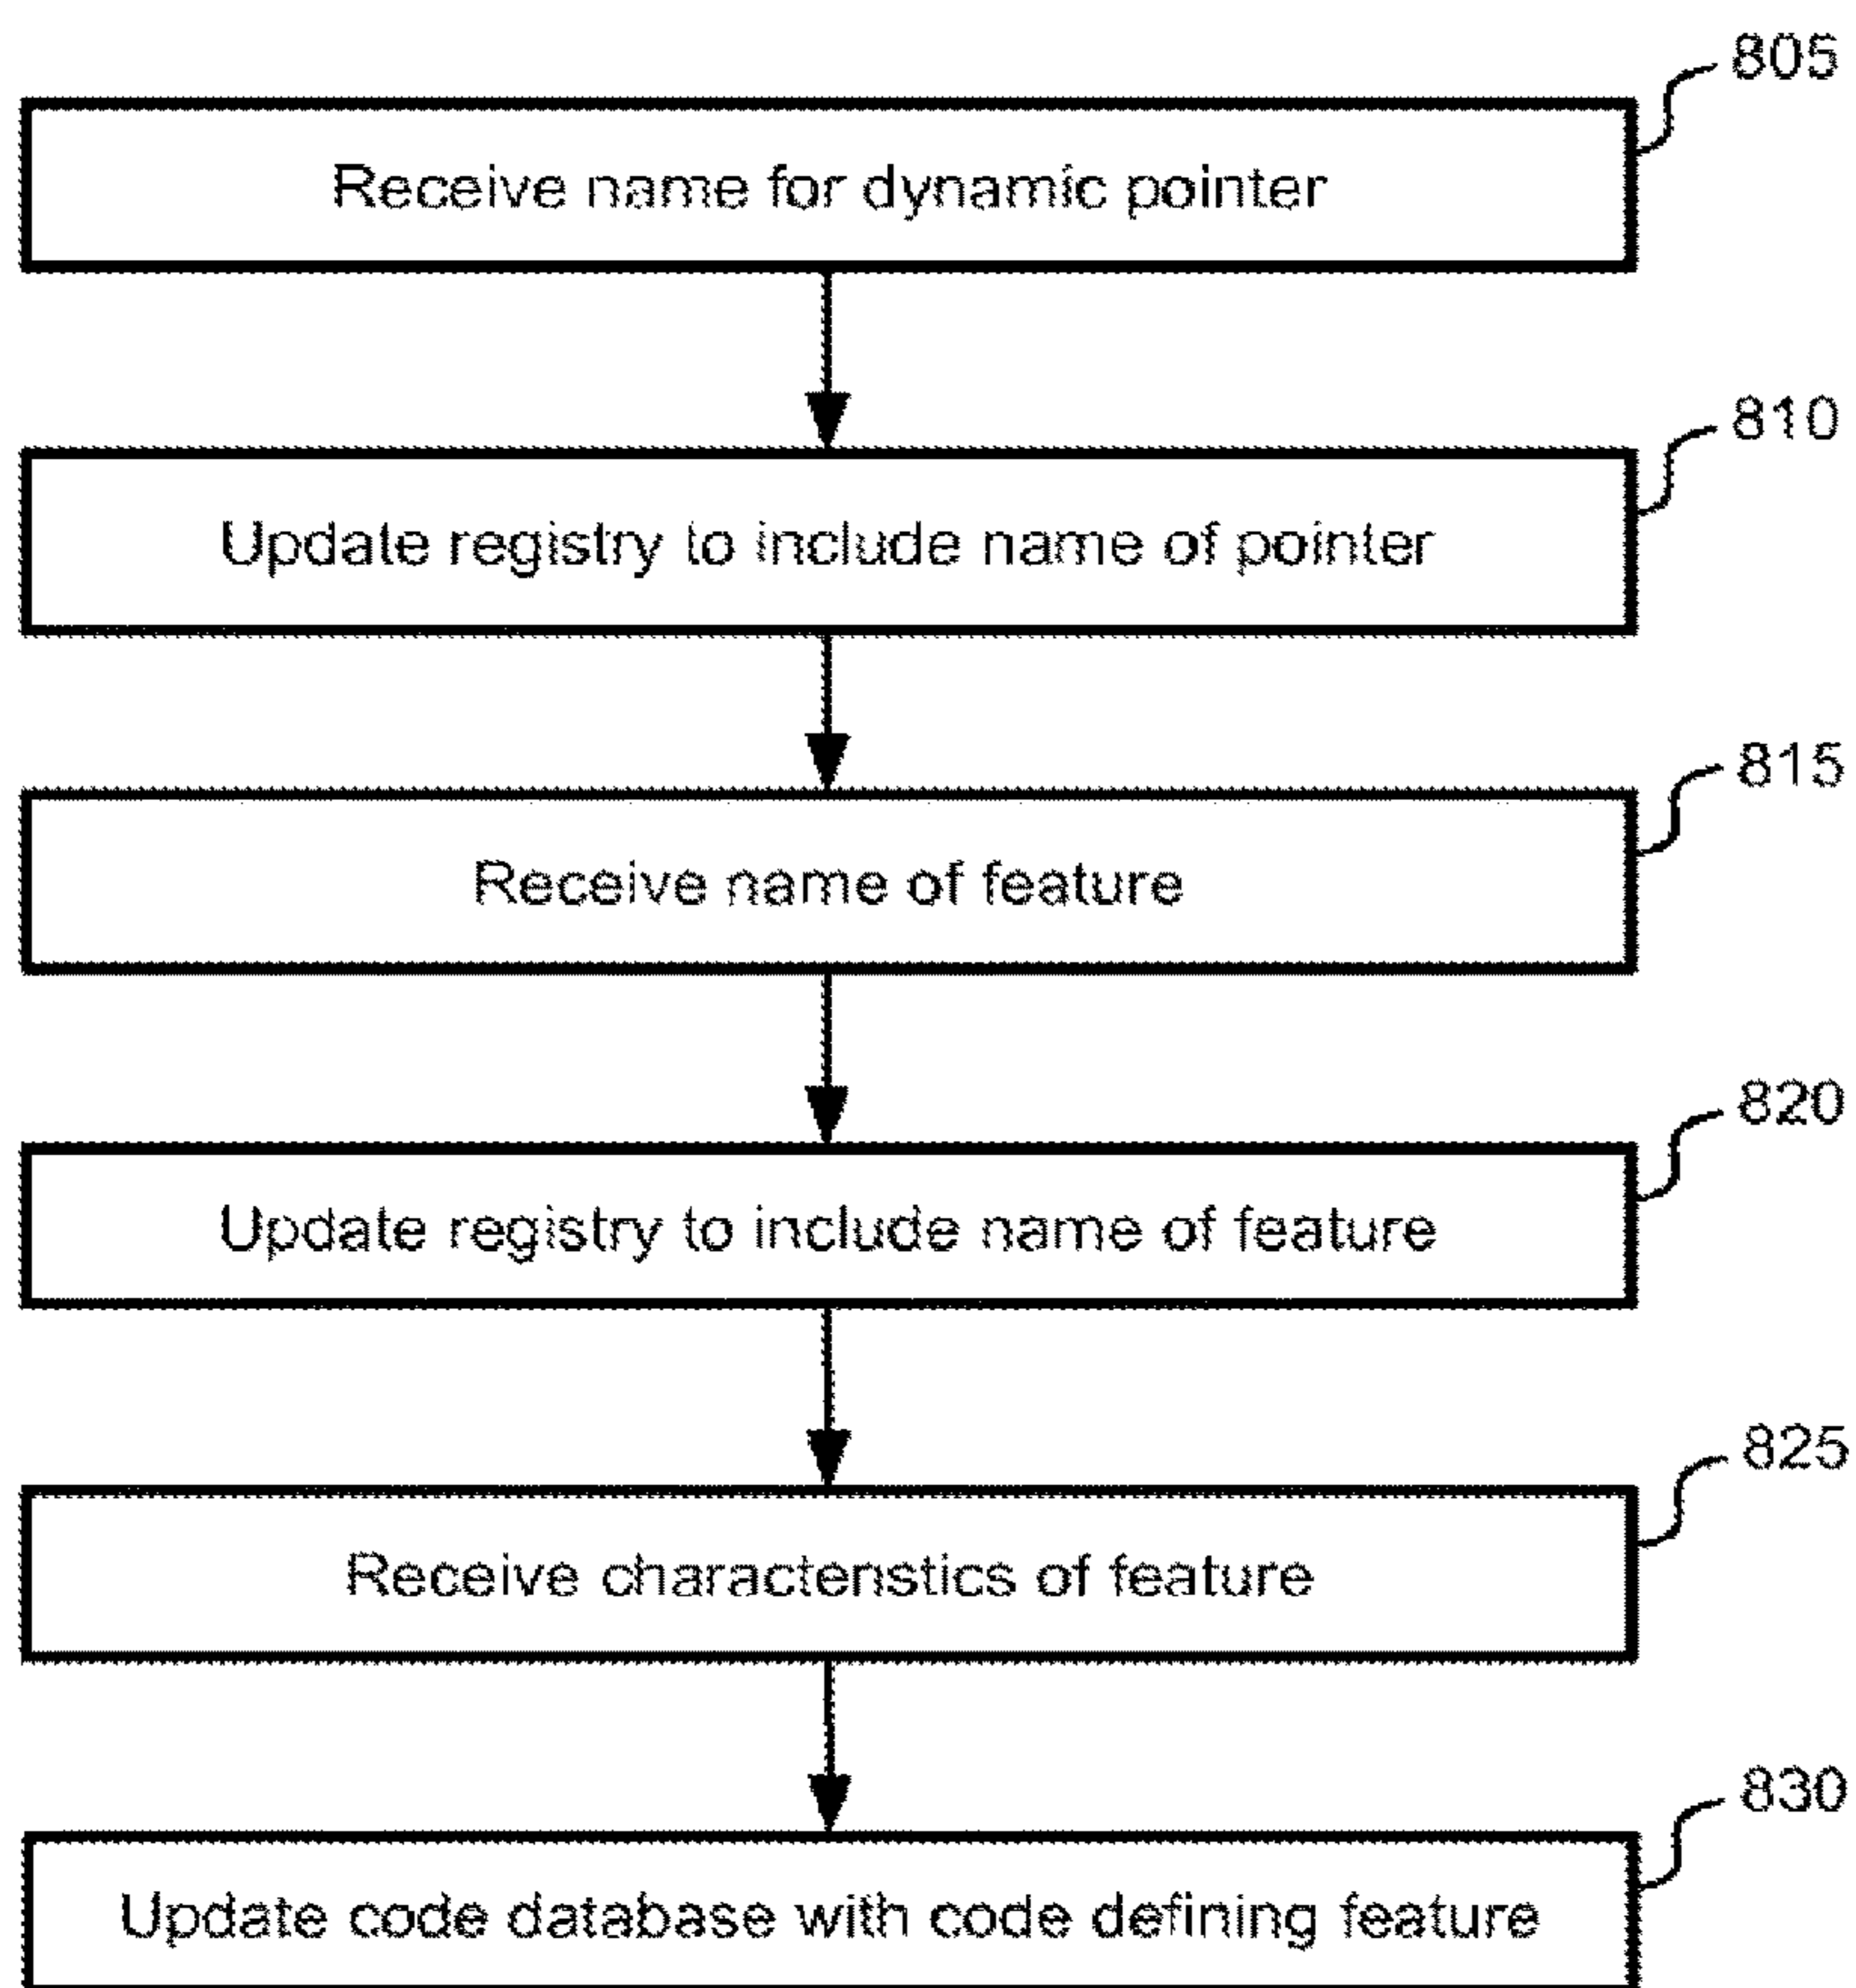 805
Receive name for dynamic pointer
810
Update registry to include name of pointer
815
Receive name of feature
820
Update registry to include name of feature
825
Receive characteristics of feature
830
Update code database with code defining feature